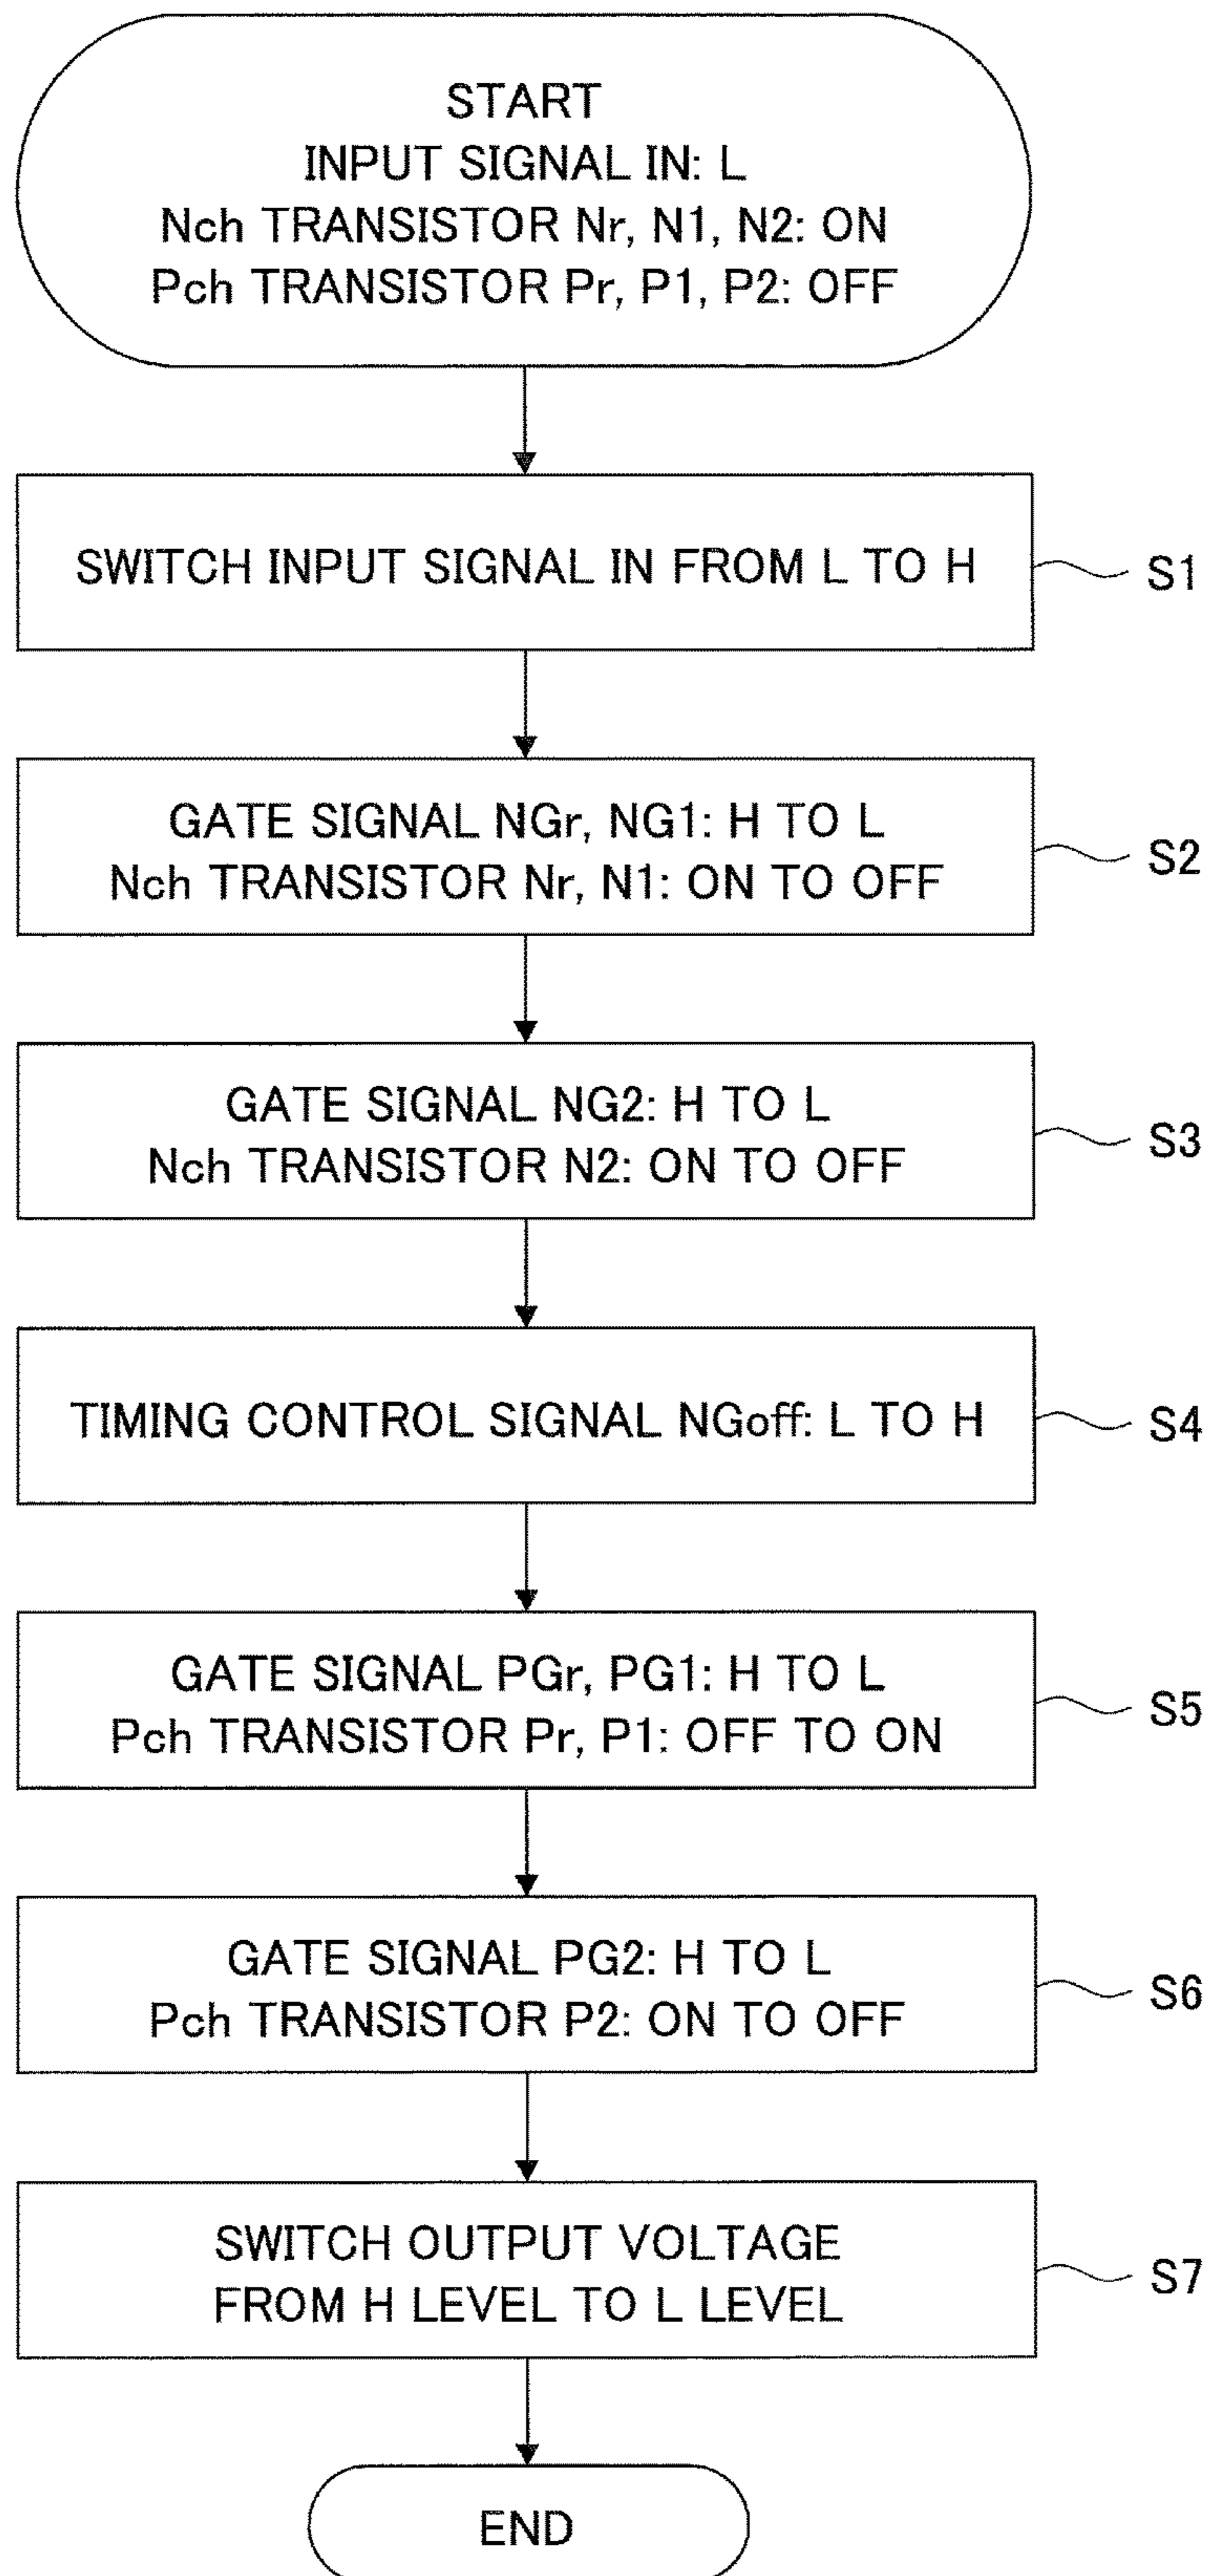 START
INPUT SIGNAL IN: L
Nch TRANSISTOR Nr, N1, N2: ON
Pch TRANSISTOR Pr, P1, P2: OFF
SWITCH INPUT SIGNAL IN FROM L TO H
S1
GATE SIGNAL NGr, NG1: H TO L
Nch TRANSISTOR Nr, N1: ON TO OFF
S2
GATE SIGNAL NG2: H TO L
Nch TRANSISTOR N2: ON TO OFF
S3
TIMING CONTROL SIGNAL NGoff: L TO H
S4
GATE SIGNAL PGr, PG1: H TO L
Pch TRANSISTOR Pr, P1: OFF TO ON
S5
GATE SIGNAL PG2: H TO L
Pch TRANSISTOR P2: ON TO OFF
S6
SWITCH OUTPUT VOLTAGE
FROM H LEVEL TO L LEVEL
S7
END